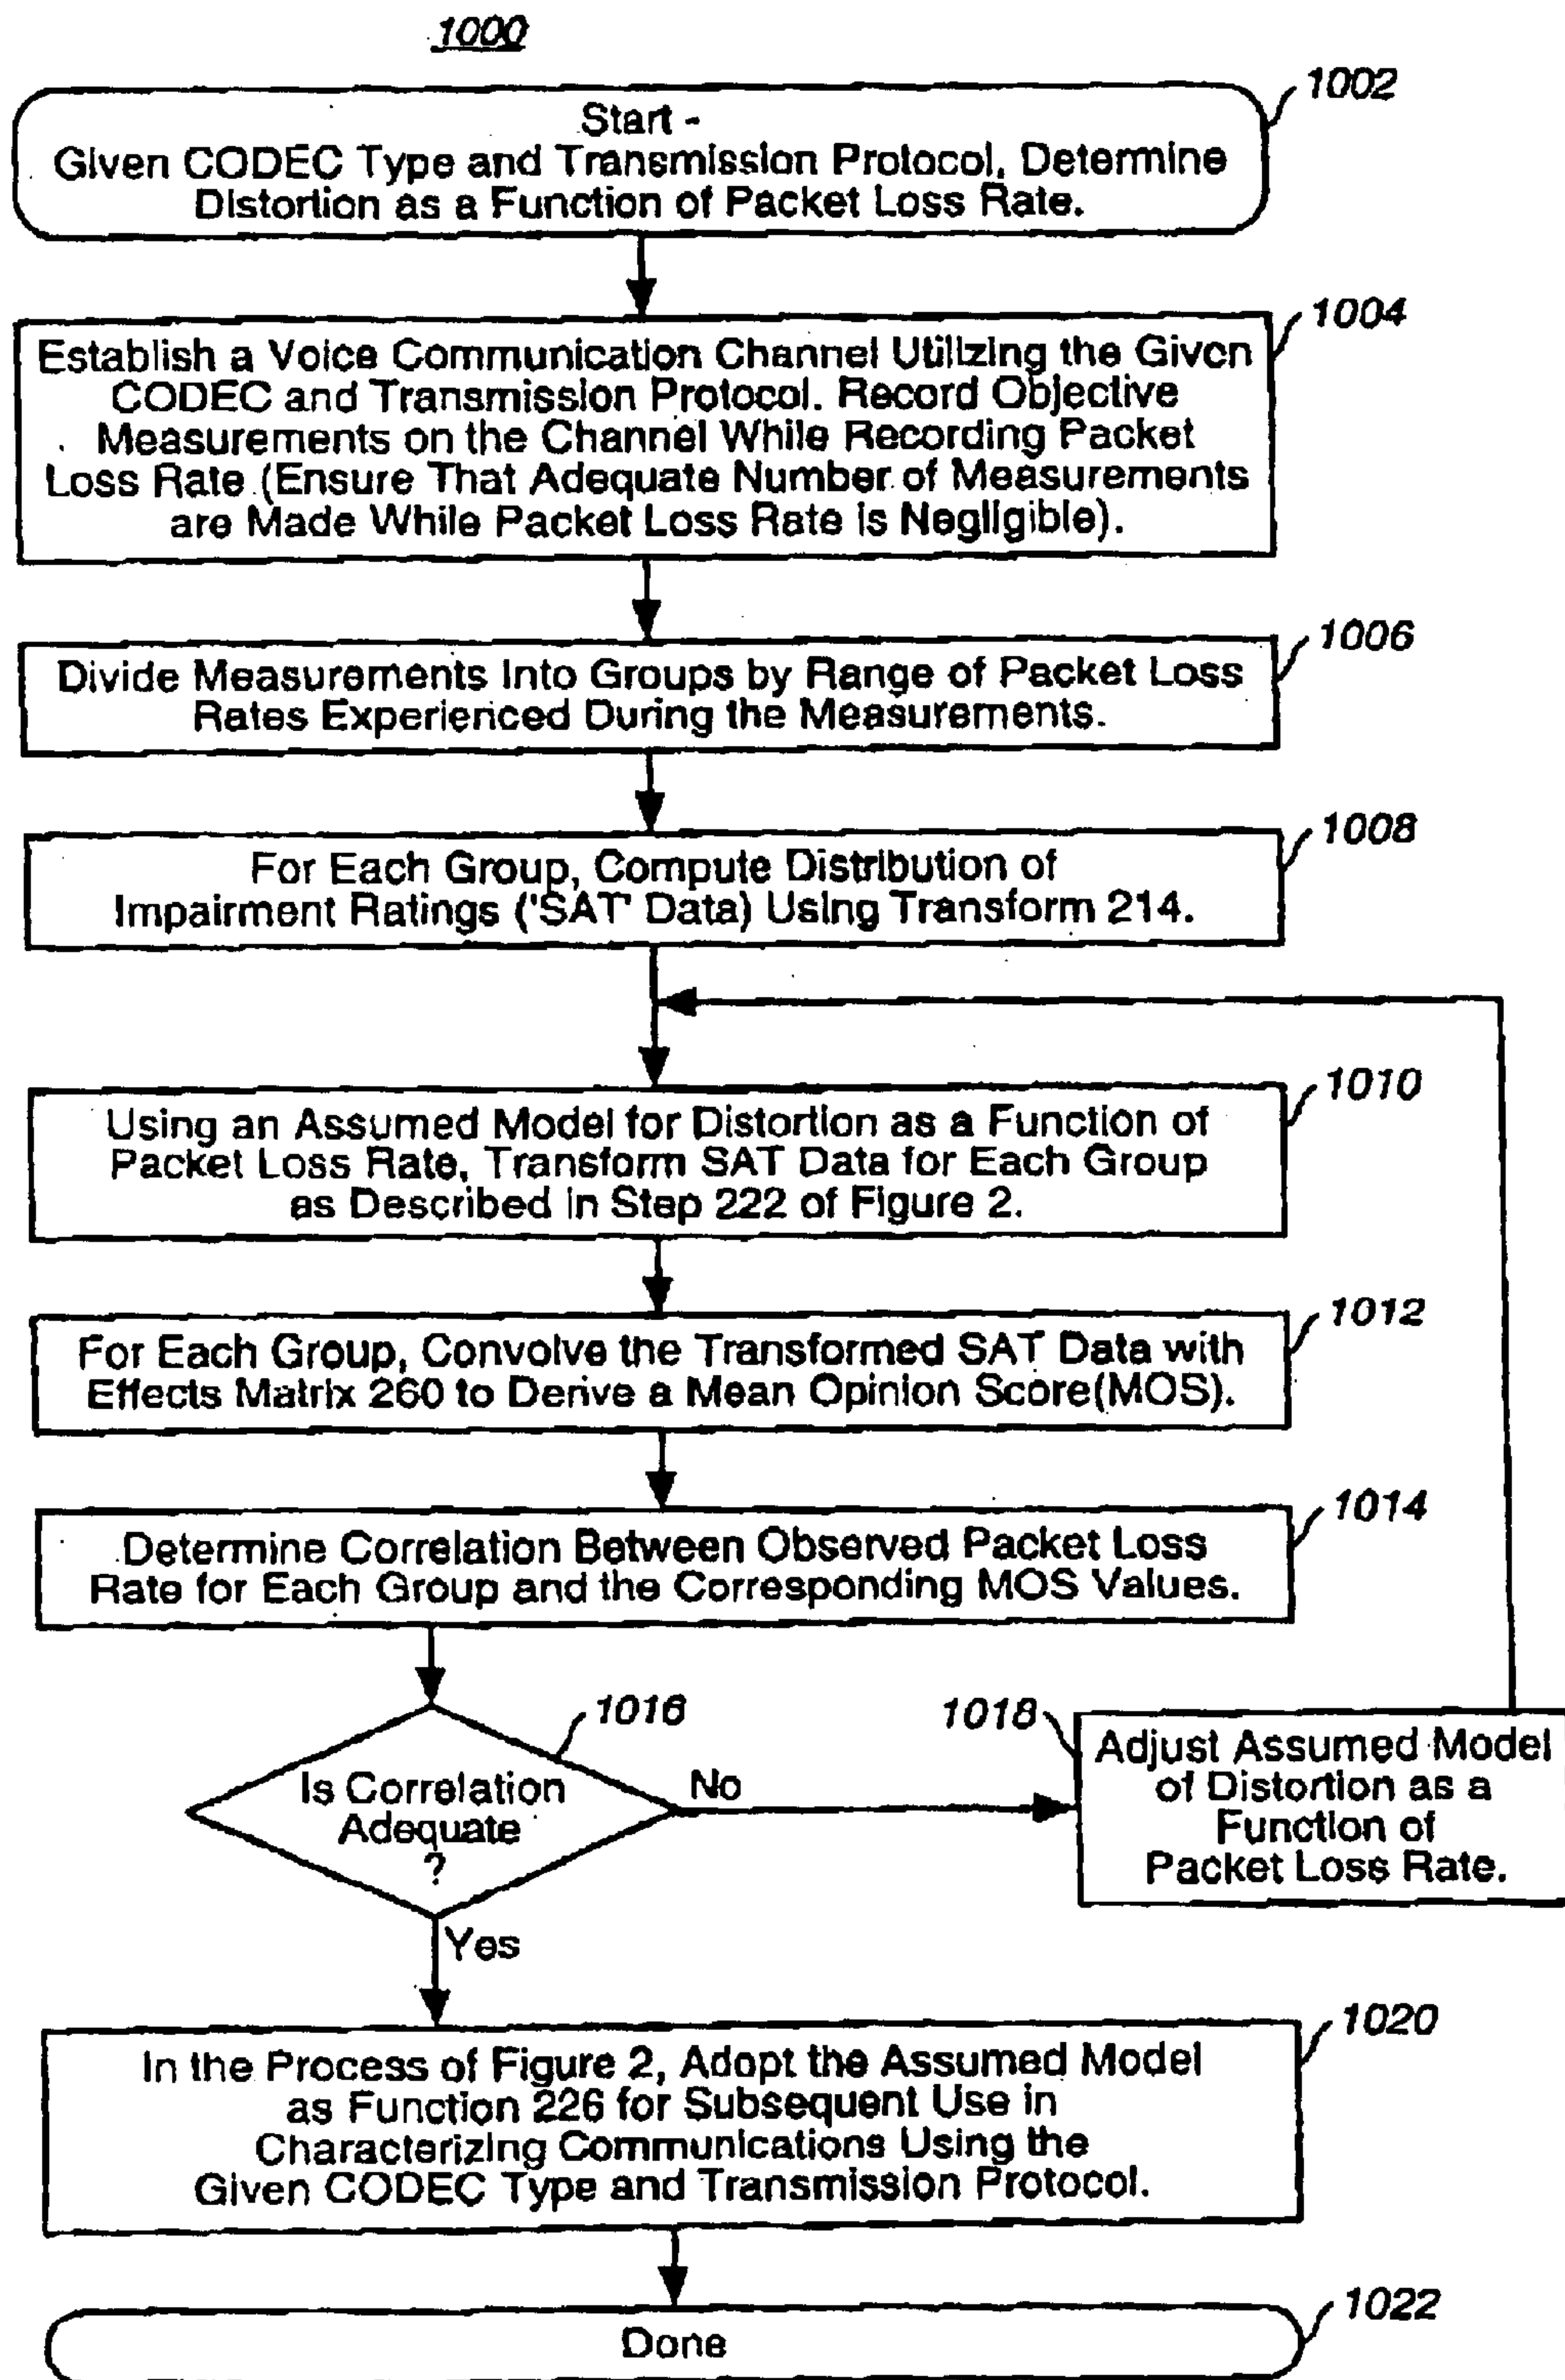 1000
1002
Start -
Given CODEC Type and Transmission Protocol, Determine
Distortion as a Function of Packet Loss Rate.
1004
Establish a Voice Communication Channel Utilizing the Given
CODEC and Transmission Protocol. Record Objective
Measurements on the Channel While Recording Packet
Loss Rate (Ensure That Adequate Number of Measurements
are Made While Packet Loss Rate is Negligible).
1006
Divide Measurements Into Groups by Range of Packet Loss
Rates Experienced During the Measurements.
1008
For Each Group, Compute Distribution of
Impairment Ratings ('SAT' Data) Using Transform 214.
1010
Using an Assumed Model for Distortion as a Function of
Packet Loss Rate, Transform SAT Data for Each Group
as Described in Step 222 of Figure 2.
1012
For Each Group, Convolve the Transformed SAT Data with
Effects Matrix 260 to Derive a Mean Opinion Score(MOS).
1014
Determine Correlation Between Observed Packet Loss
Rate for Each Group and the Corresponding MOS Values.
1016
Is Correlation
Adequate
?
No
Yes
1018
Adjust Assumed Model
of Distortion as a
Function of
Packet Loss Rate.
1020
In the Process of Figure 2, Adopt the Assumed Model
as Function 226 for Subsequent Use in
Characterizing Communications Using the
Given CODEC Type and Transmission Protocol.
1022
Done